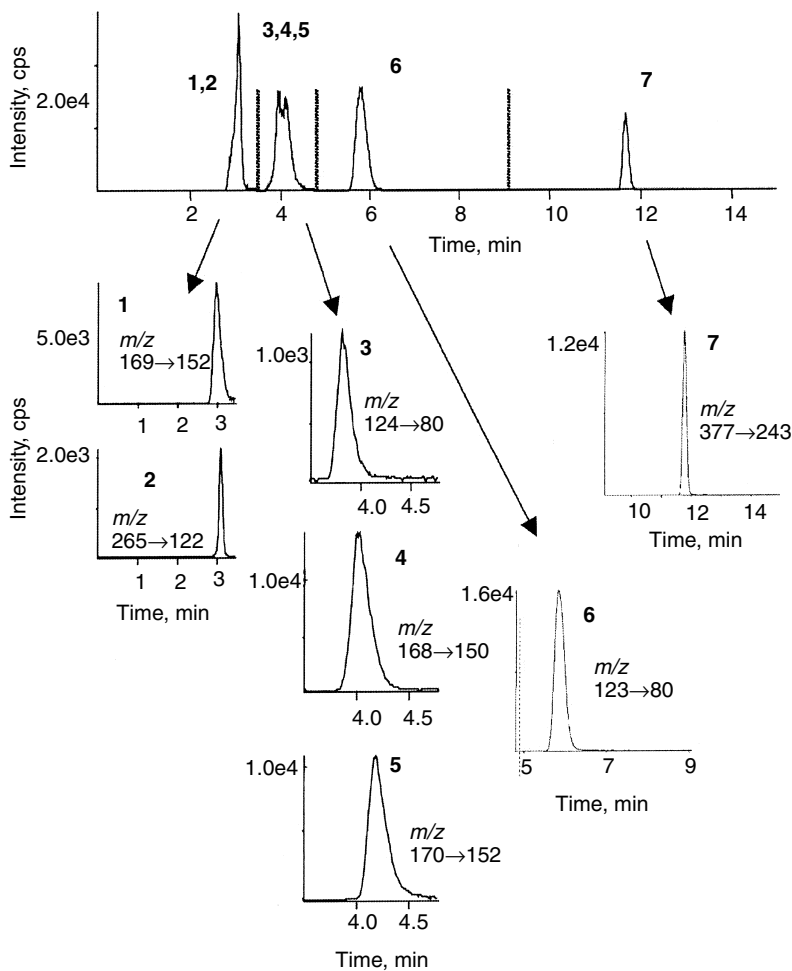 Intensity, cps
2.0e4
1,2
3,4,5
6
7
2 4 6 8 10 12 14
Time, min
Intensity, cps
5.0e3
1
m/z
169→152
1 2 3
2.0e3
2
m/z
265→122
1 2 3
Time, min
1.0e3
3
m/z
124→80
4.0 4.5
1.0e4
4
m/z
168→150
4.0 4.5
1.0e4
5
m/z
170→152
4.0 4.5
Time, min
1.6e4
6
m/z
123→80
5 7 9
Time, min
1.2e4
7
m/z
377→243
10 12 14
Time, min